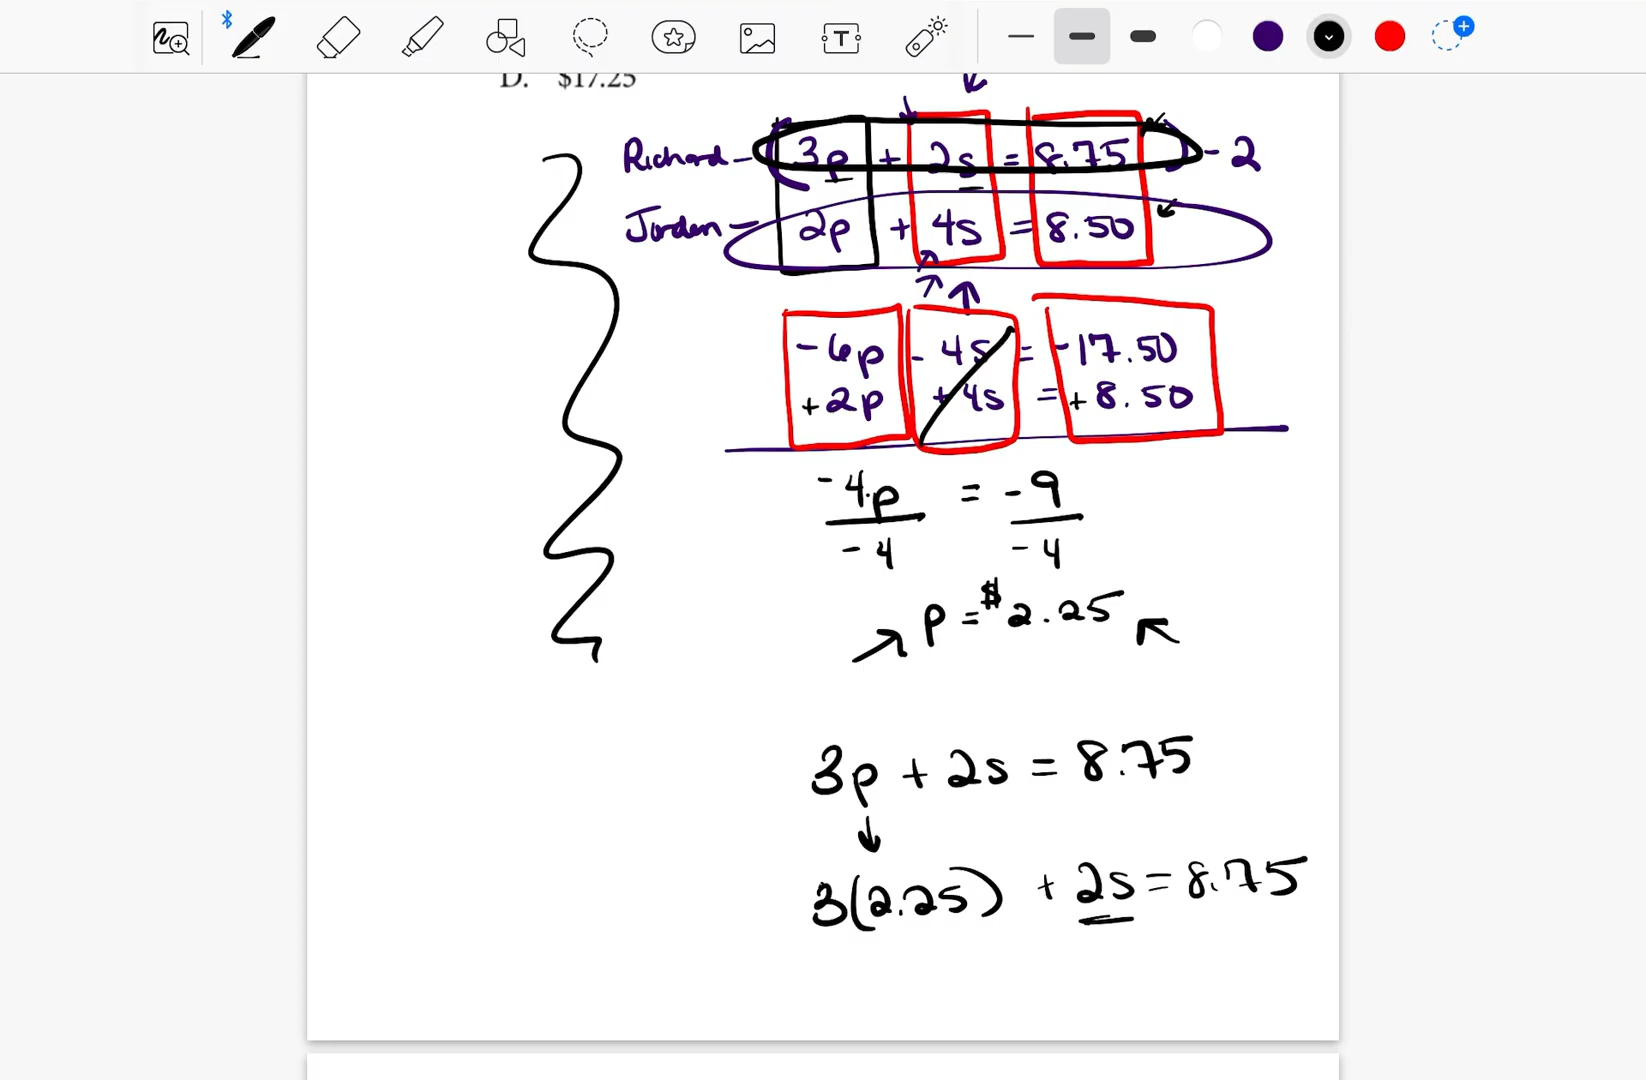 D. $17.25
Richard - (3p + 2s = 8.75) - 2
Jordan - 2p + 4s = 8.50
- 6p - 4s = - 17.50
+ 2p + 4s = + 8.50
- 4p = - 9
- 4 - 4
p = $2.25
3p + 2s = 8.75
3(2.25) + 2s = 8.75